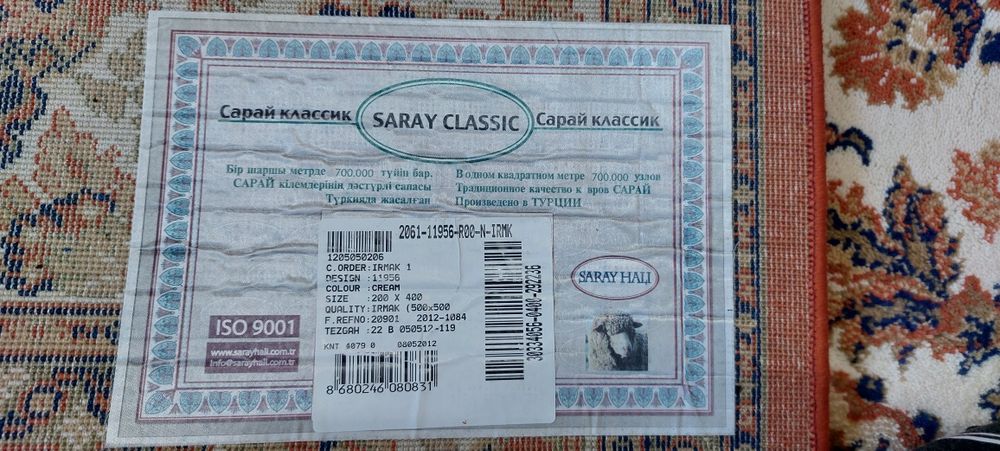 Сарай классик
SARAY CLASSIC
Сарай классик
Бір шаршы метрде 700.000 түйін бар.
САРАЙ кілемдерінің дәстүрлі сапасы
Түркияда жасалған
В одном квадратном метре 700.000 узлов
Традиционное качество к вров САРАЙ
Произведено в ТУРЦИИ
2061-11956-R00-N-IRMK
1205050206
C.ORDER:IRMAK 1
DESIGN :11956
COLOUR :CREAM
SIZE :200 X 400
QUALITY:IRMAK (500x500
F.REFNO:20901 2012-1084
TEZGAH :22 B 050512-119
KNT 4079 0 08052012
8 680246 080831
30334056-0400-292236
SARAY HALI
ISO 9001
www.sarayhali.com.tr
info@sarayhali.com.tr